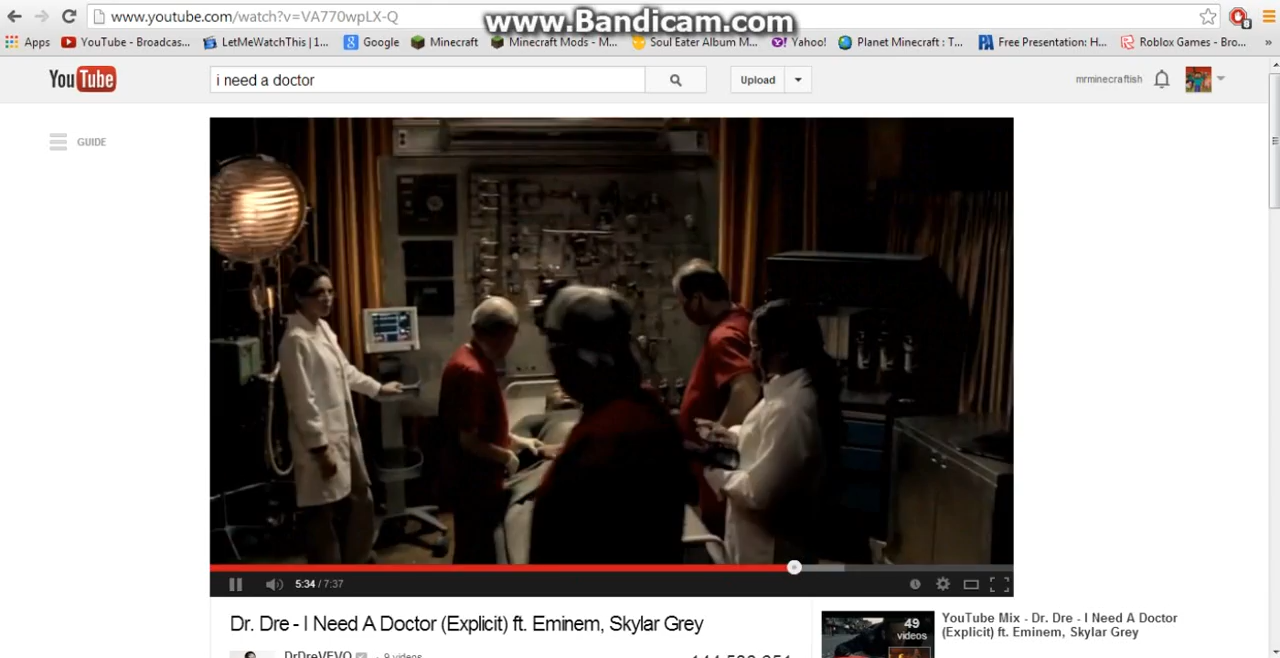 www.youtube.com/watch?v=VA770wpLX-Q
www.Bandicam.com
Apps YouTube - Broadcas... LetMeWatchThis | 1... Google Minecraft Minecraft Mods - M... Soul Eater Album M... Yahoo! Planet Minecraft : T... Free Presentation: H... Roblox Games - Bro... »
YouTube i need a doctor Upload mrminecraftish
GUIDE
5:34 / 7:37
Dr. Dre - I Need A Doctor (Explicit) ft. Eminem, Skylar Grey
DrDreVEVO 9 videos
49
videos
YouTube Mix - Dr. Dre - I Need A Doctor
(Explicit) ft. Eminem, Skylar Grey